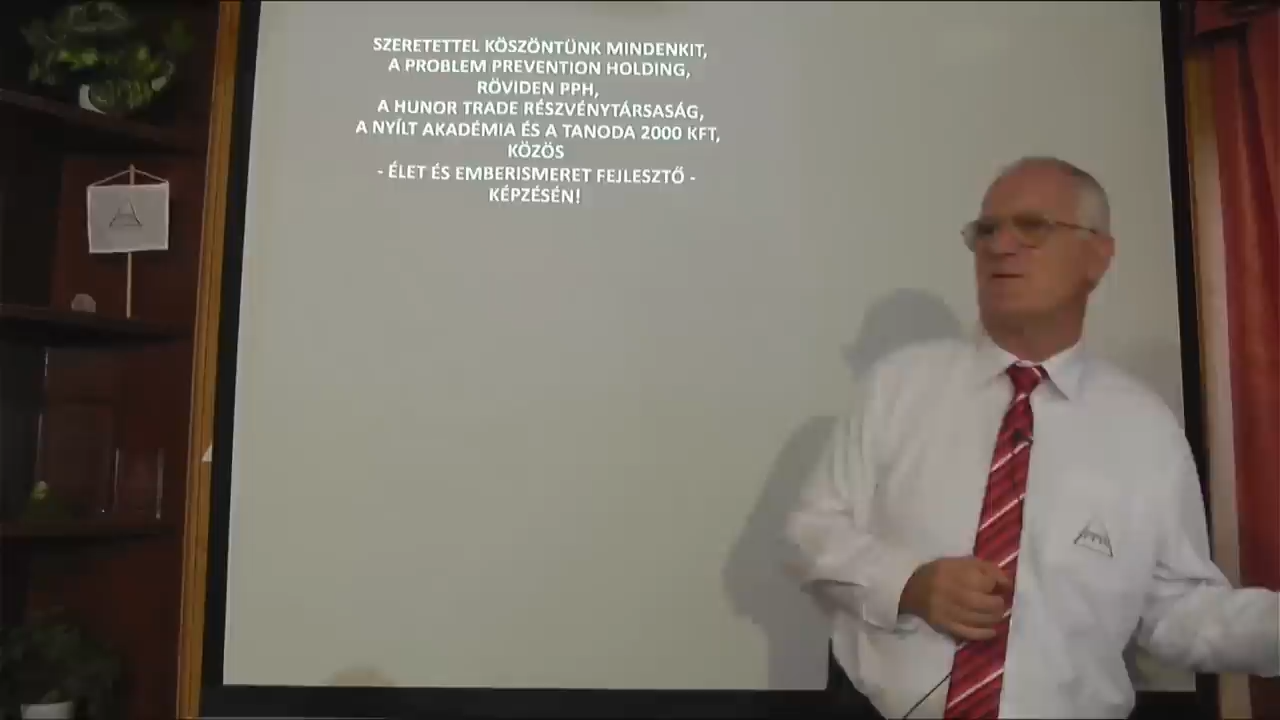 SZERETETTEL KÖSZÖNTÜNK MINDENKIT,
A PROBLEM PREVENTION HOLDING,
RÖVIDEN PPH,
A HUNOR TRADE RÉSZVÉNYTÁRSASÁG,
A NYÍLT AKADÉMIA ÉS A TANODA 2000 KFT,
KÖZÖS
- ÉLET ÉS EMBERISMERET FEJLESZTŐ -
KÉPZÉSÉN!